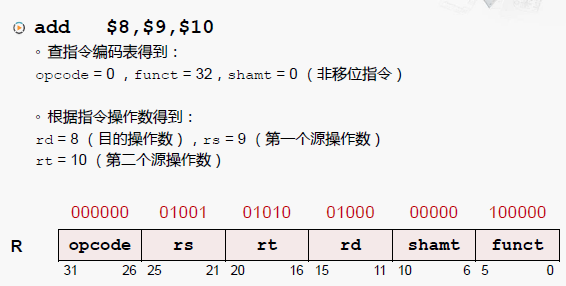 add $8,$9,$10
查指令编码表得到：
opcode = 0 ，funct = 32，shamt = 0（非移位指令）
根据指令操作数得到：
rd = 8（目的操作数），rs = 9（第一个源操作数）
rt = 10（第二个源操作数）
000000 01001 01010 01000 00000 100000
R opcode rs rt rd shamt funct
31 26 25 21 20 16 15 11 10 6 5 0